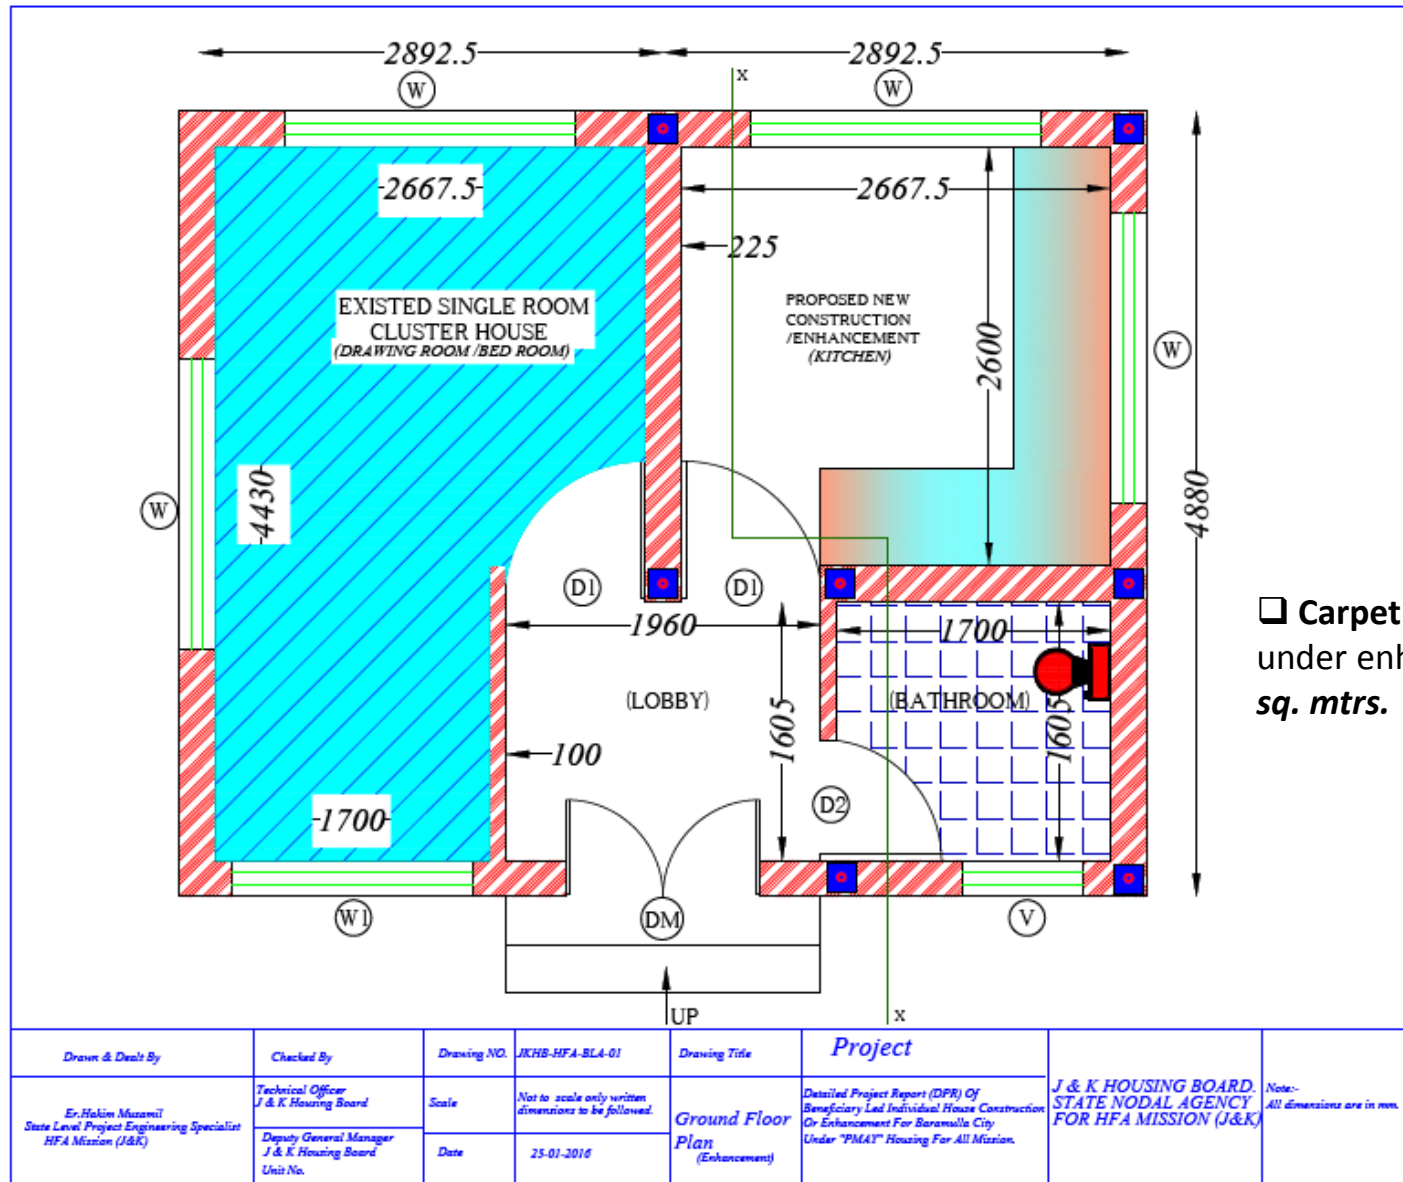 2892.5
2892.5
W
x
W
2667.5
2667.5
225
EXISTED SINGLE ROOM
CLUSTER HOUSE
(DRAWING ROOM /BED ROOM)
PROPOSED NEW
CONSTRUCTION
/ENHANCEMENT
(KITCHEN)
2600
W
4430
W
4880
D1
D1
1960
1700
❑ Carpet
under enh
sq. mtrs.
(LOBBY)
(BATHROOM)
1605
1605
100
1700
D2
W1
DM
V
UP
x
Drawn & Dealt By
Er.Hakim Muzamil
State Level Project Engineering Specialist
HFA Mission (J&K)
Checked By
Technical Officer
J & K Housing Board
Deputy General Manager
J & K Housing Board
Unit No.
Drawing NO.
JKHB-HFA-BLA-01
Scale
Not to scale only written
dimensions to be followed.
Date
25-01-2016
Drawing Title
Ground Floor
Plan
(Enhancement)
Project
Detailed Project Report (DPR) Of
Beneficiary Led Individual House Construction
Or Enhancement For Baramulla City
Under "PMAY" Housing For All Mission.
J & K HOUSING BOARD.
STATE NODAL AGENCY
FOR HFA MISSION (J&K)
Note:-
All dimensions are in mm.